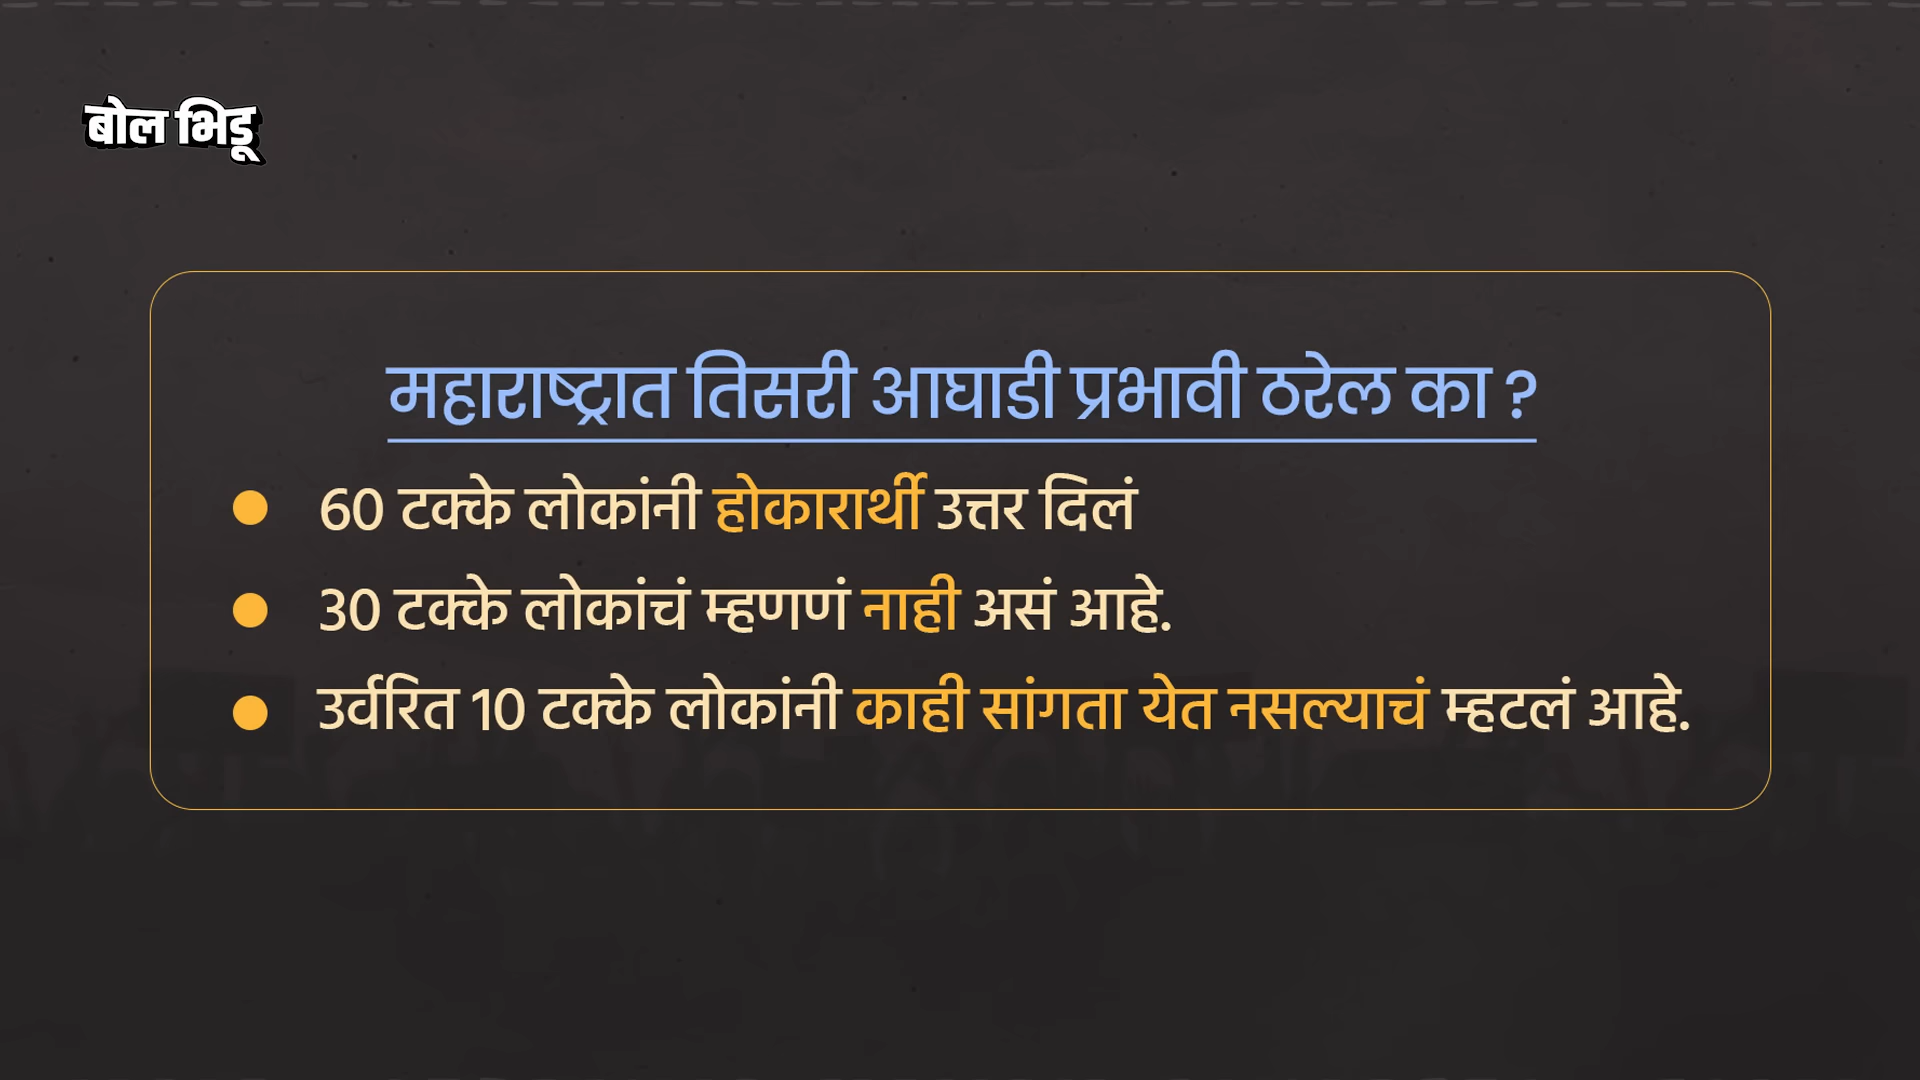 बोल भिडू
महाराष्ट्रात तिसरी आघाडी प्रभावी ठरेल का ?
60 टक्के लोकांनी होकारार्थी उत्तर दिलं
30 टक्के लोकांचं म्हणणं नाही असं आहे.
उर्वरित 10 टक्के लोकांनी काही सांगता येत नसल्याचं म्हटलं आहे.